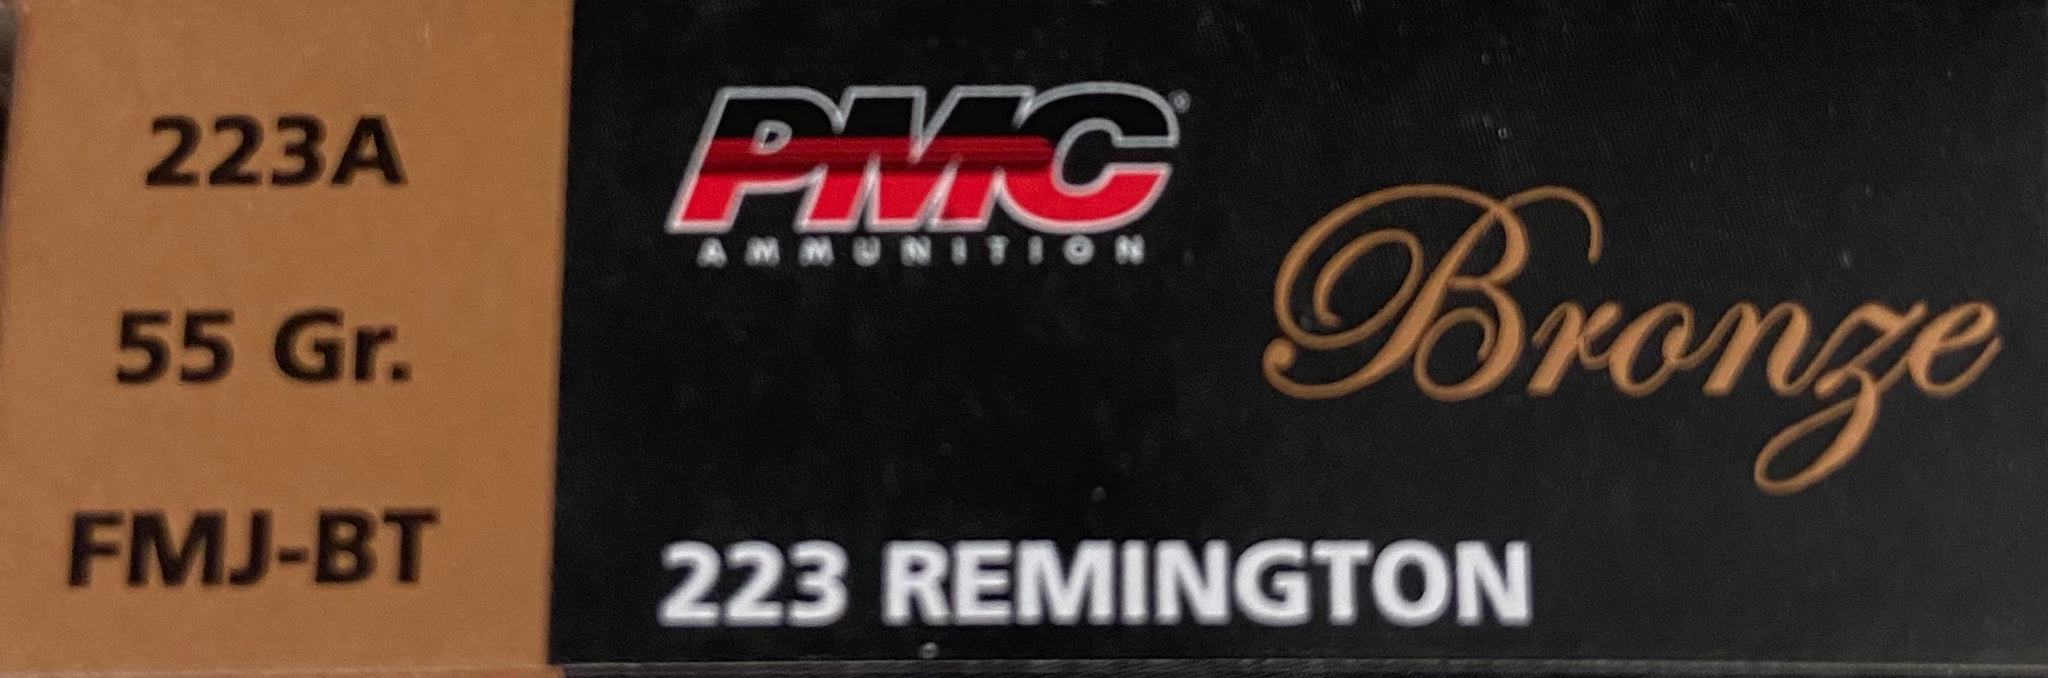 223A
55 Gr.
FMJ-BT
PMC®
AMMUNITION
Bronze
223 REMINGTON